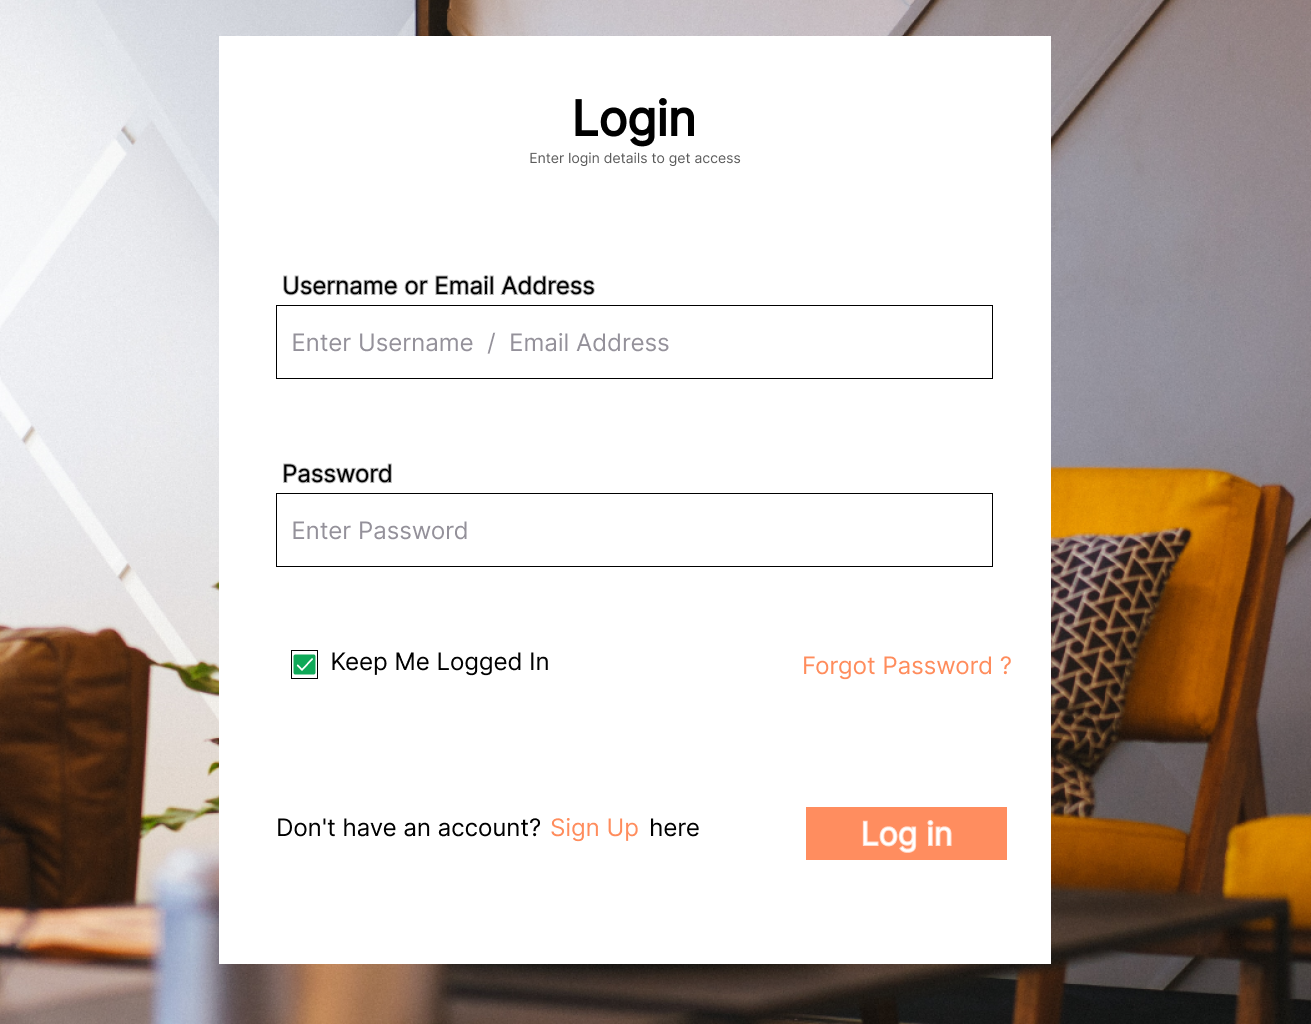 Login
Enter login details to get access
Username or Email Address
Enter Username / Email Address
Password
Enter Password
Keep Me Logged In
Forgot Password ?
Don't have an account? Sign Up here
Log in